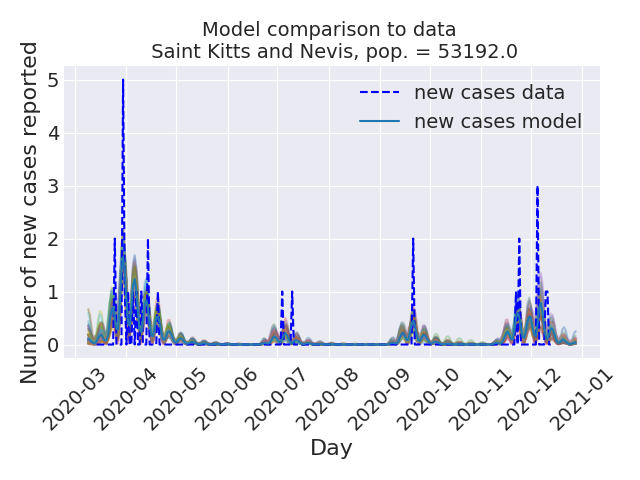 Model comparison to data
Saint Kitts and Nevis, pop. = 53192.0
Number of new cases reported
5
4
3
2
1
0
new cases data
new cases model
2020-03
2020-04
2020-05
2020-06
2020-07
2020-08
2020-09
2020-10
2020-11
2020-12
2021-01
Day